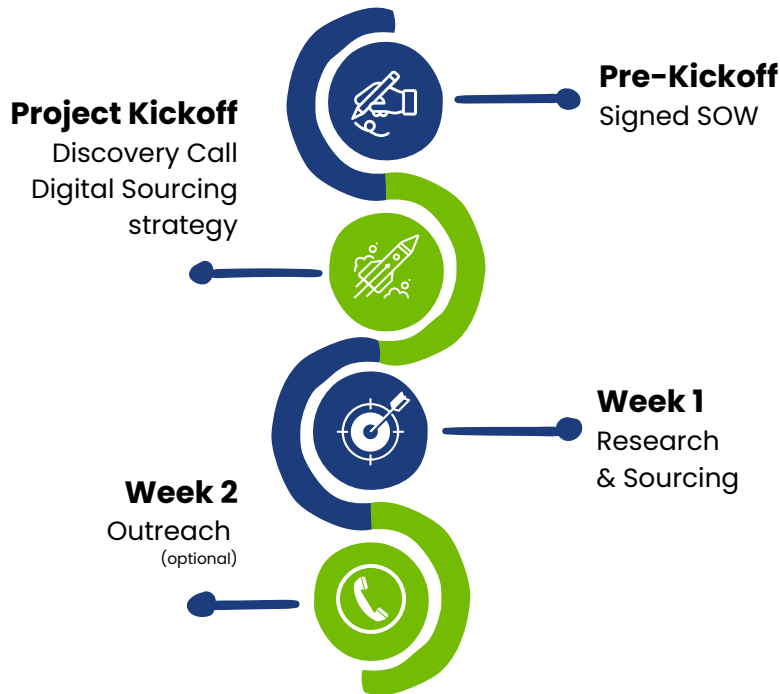 Pre-Kickoff
Signed SOW
Project Kickoff
Discovery Call
Digital Sourcing
strategy
Week 1
Research
& Sourcing
Week 2
Outreach
(optional)